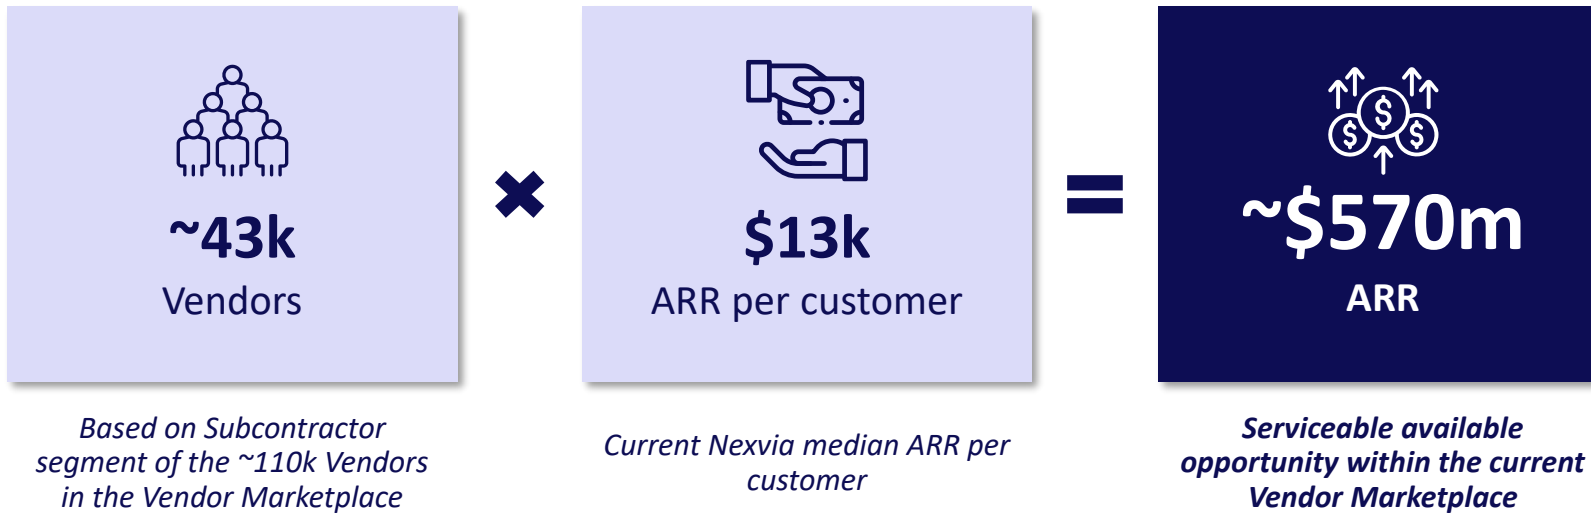 ~43k
Vendors
Based on Subcontractor
segment of the ~110k Vendors
in the Vendor Marketplace
✖
$13k
ARR per customer
Current Nexvia median ARR per
customer
=
$ $ $
~$570m
ARR
Serviceable available
opportunity within the current
Vendor Marketplace